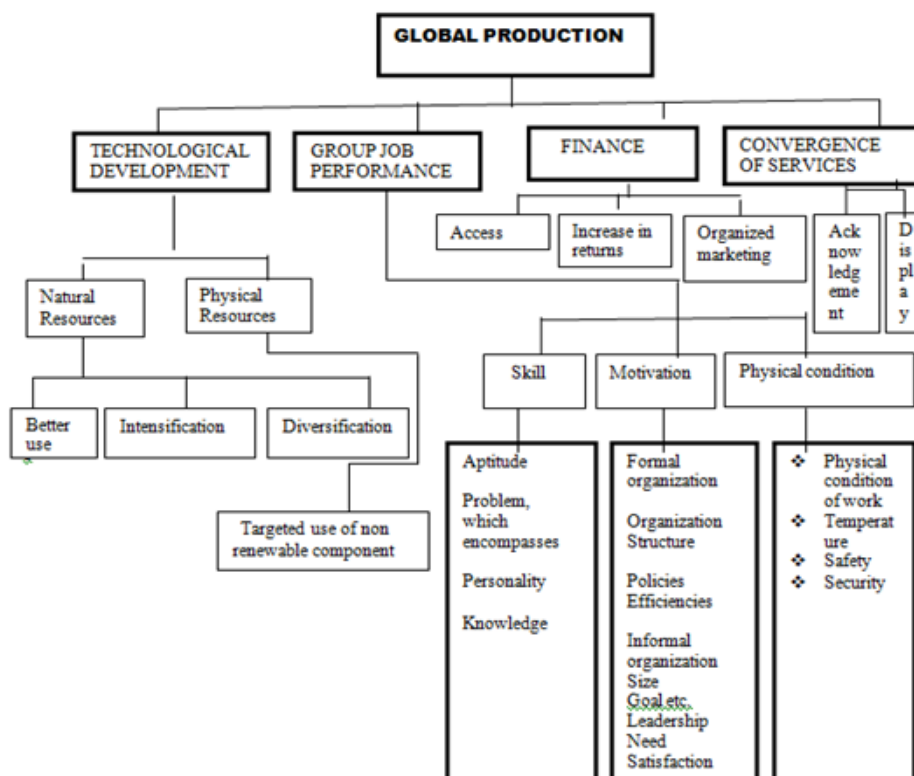 GLOBAL PRODUCTION
TECHNOLOGICAL
DEVELOPMENT
GROUP JOB
PERFORMANCE
FINANCE
CONVERGENCE
OF SERVICES
Access
Increase in
returns
Organized
marketing
Ack
now
ledg
eme
nt
D
is
pl
a
y
Natural
Resources
Physical
Resources
Skill
Motivation
Physical condition
Better
use
Intensification
Diversification
Targeted use of non
renewable component
Aptitude
Problem,
which
encompasses
Personality
Knowledge
Formal
organization
Organization
Structure
Policies
Efficiencies
Informal
organization
Size
Goal etc.
Leadership
Need
Satisfaction
❖ Physical
condition
of work
❖ Temperat
ure
❖ Safety
❖ Security